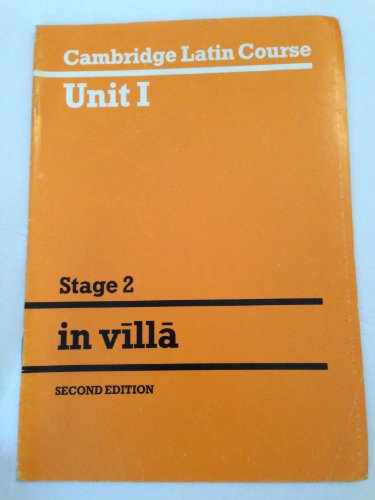 Cambridge Latin Course
Unit I
Stage 2
in vīllā
SECOND EDITION